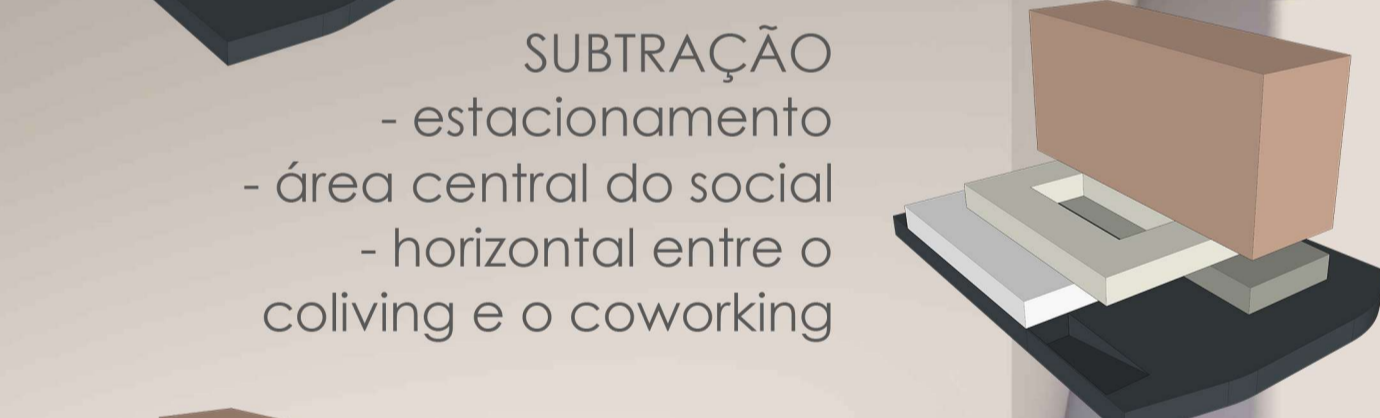 SUBTRAÇÃO
- estacionamento
- área central do social
- horizontal entre o
coliving e o coworking